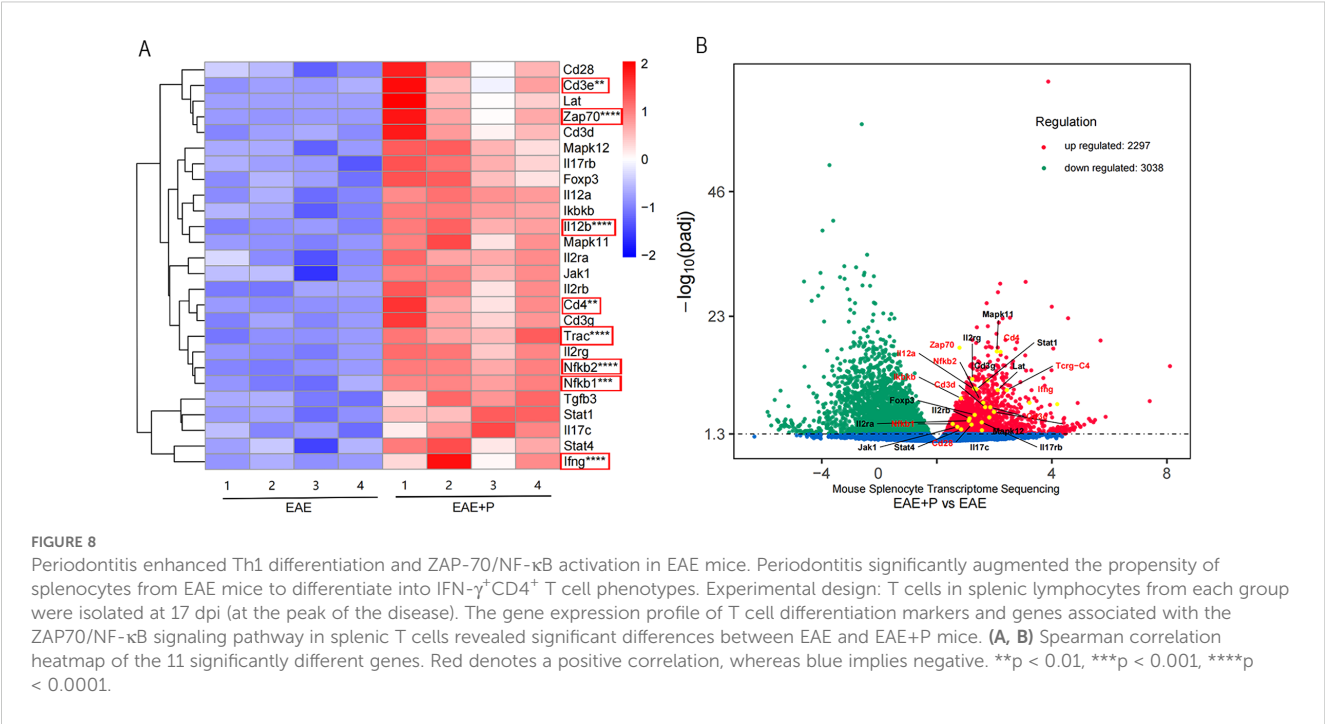 A
B
Cd28
Cd3e**
Lat
Zap70****
Cd3d
Mapk12
Il17rb
Foxp3
Il12a
Ikbkb
Il12b****
Mapk11
Il2ra
Jak1
Il2rb
Cd4**
Cd3g
Trac****
Il2rg
Nfkb2****
Nfkb1***
Tgfb3
Stat1
Il17c
Stat4
Ifng****
2
1
0
−1
−2
1 2 3 4 1 2 3 4
EAE EAE+P
Regulation
up regulated: 2297
down regulated: 3038
−log10(padj)
46
23
1.3
Mapk11
Il2rg
Cd4
Stat1
Zap70
Il12a
Nfkb2
Cd3g
Lat
Tcrg−C4
Ikbkb
Cd3d
Ifng
Foxp3
Il2rb
Il2ra
Nfkb1
Mapk12
Jak1
Stat4
Cd28
Il17c
Il17rb
−4 0 4 8
Mouse Splenocyte Transcriptome Sequencing
EAE+P vs EAE
FIGURE 8
Periodontitis enhanced Th1 differentiation and ZAP-70/NF-κB activation in EAE mice. Periodontitis significantly augmented the propensity of
splenocytes from EAE mice to differentiate into IFN-γ+CD4+ T cell phenotypes. Experimental design: T cells in splenic lymphocytes from each group
were isolated at 17 dpi (at the peak of the disease). The gene expression profile of T cell differentiation markers and genes associated with the
ZAP70/NF-κB signaling pathway in splenic T cells revealed significant differences between EAE and EAE+P mice. (A, B) Spearman correlation
heatmap of the 11 significantly different genes. Red denotes a positive correlation, whereas blue implies negative. **p < 0.01, ***p < 0.001, ****p
< 0.0001.